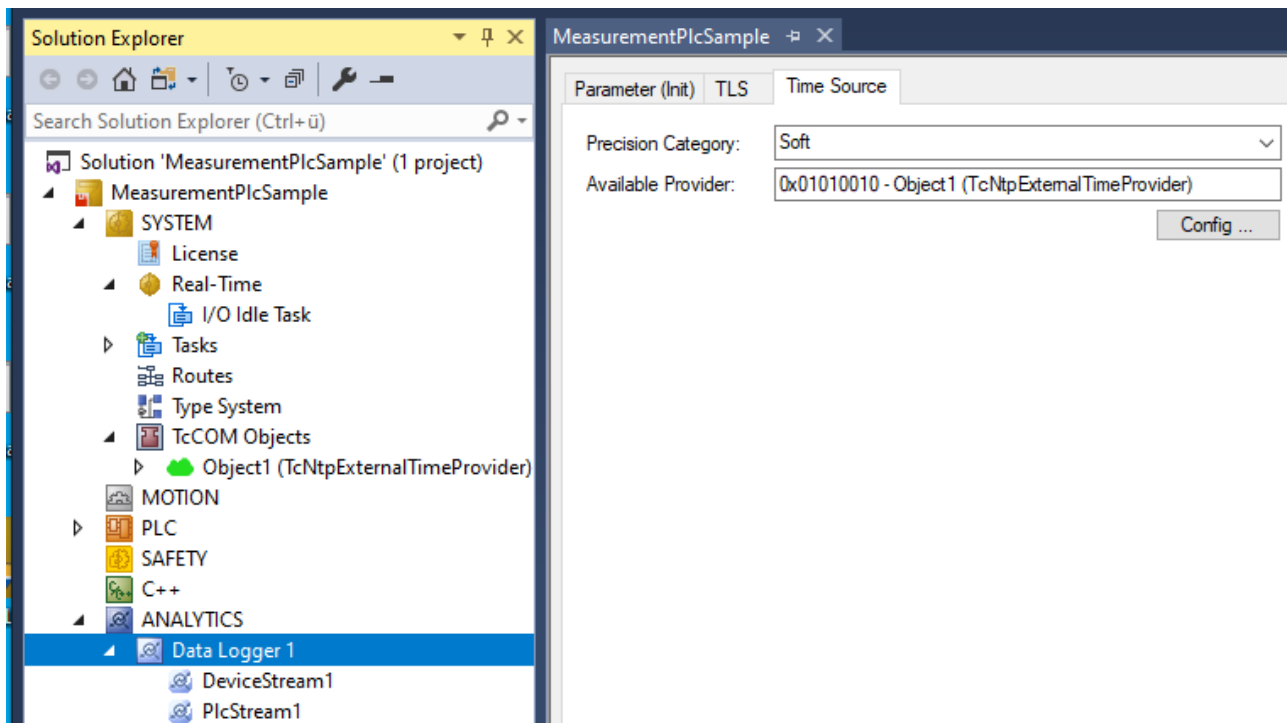 Solution Explorer
Search Solution Explorer (Ctrl+ü)
Solution 'MeasurementPlcSample' (1 project)
MeasurementPlcSample
SYSTEM
License
Real-Time
I/O Idle Task
Tasks
Routes
Type System
TcCOM Objects
Object1 (TcNtpExternalTimeProvider)
MOTION
PLC
SAFETY
C++
ANALYTICS
Data Logger 1
DeviceStream1
PlcStream1
MeasurementPlcSample
Parameter (Init) TLS Time Source
Precision Category: Soft
Available Provider: 0x01010010 - Object1 (TcNtpExternalTimeProvider)
Config ...